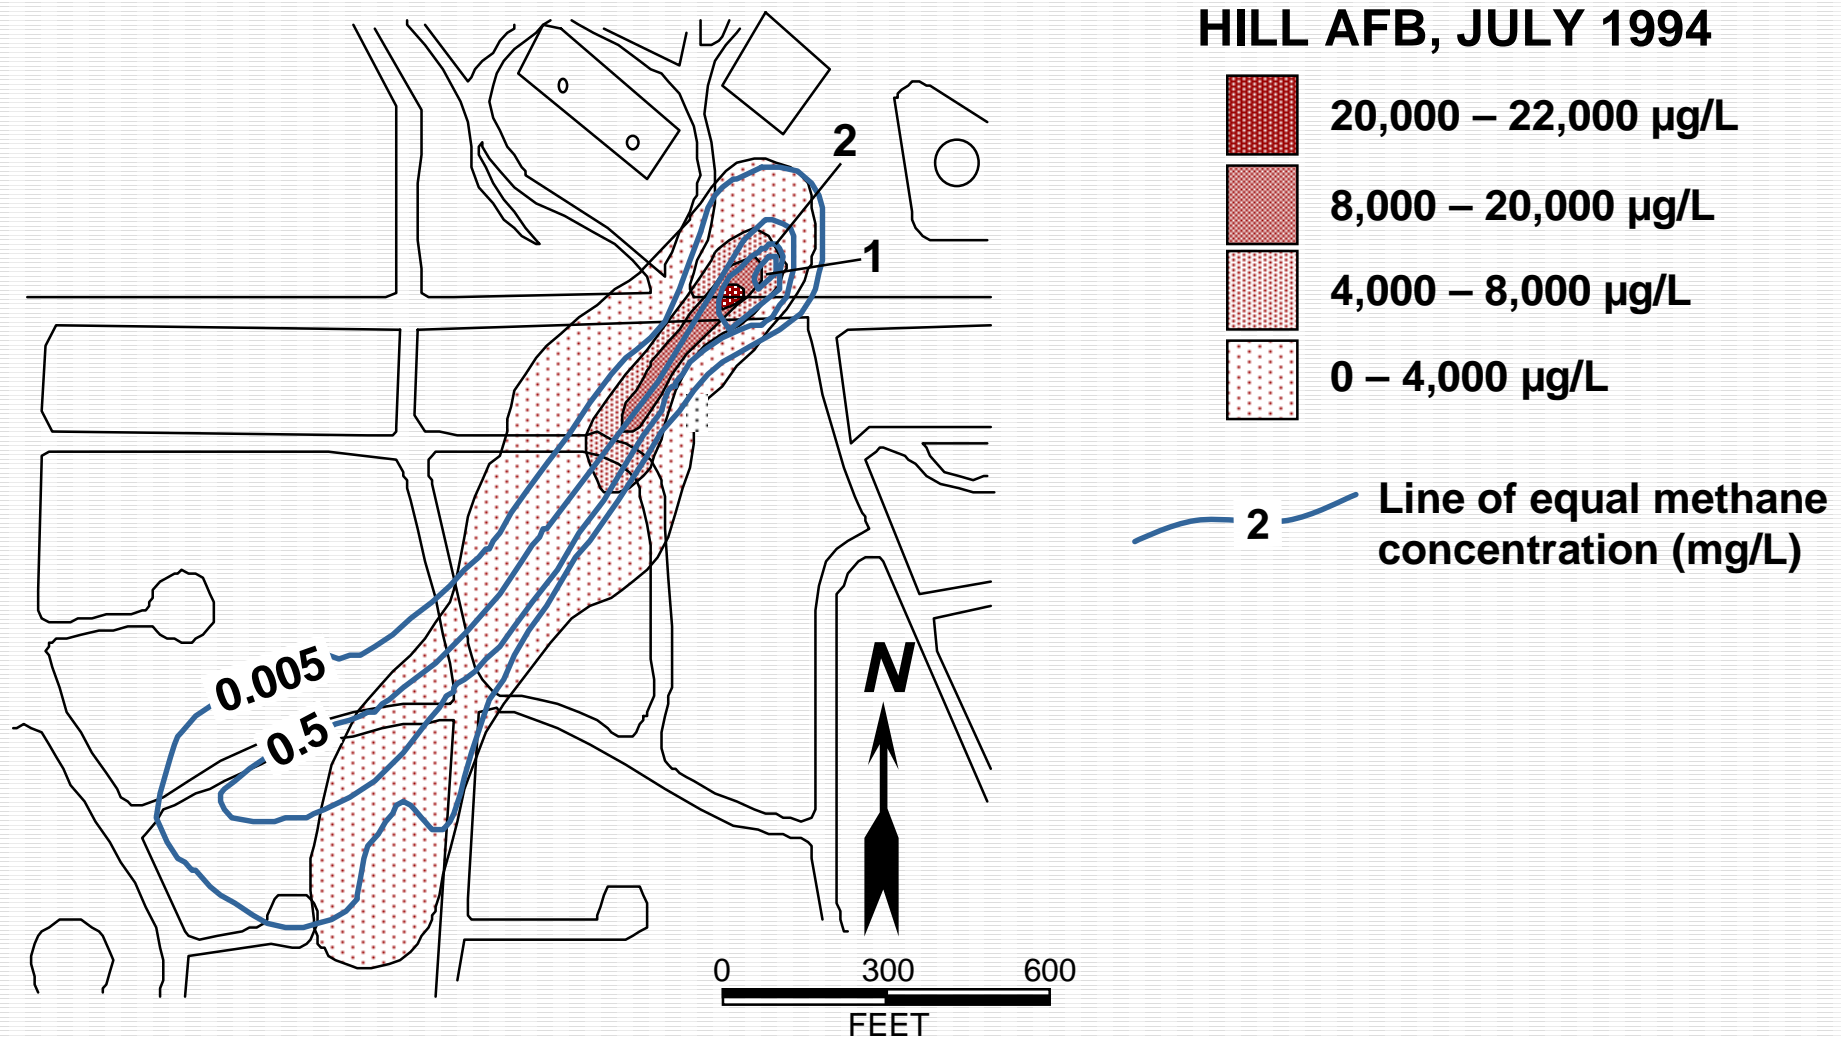 HILL AFB, JULY 1994
20,000 – 22,000 µg/L
8,000 – 20,000 µg/L
4,000 – 8,000 µg/L
0 – 4,000 µg/L
2
Line of equal methane
concentration (mg/L)
2
1
0.005
0.5
N
0 300 600
FEET